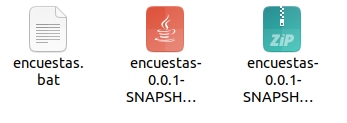 encuestas.
bat
encuestas-
0.0.1-
SNAPSH...
ZIP
encuestas-
0.0.1-
SNAPSH...